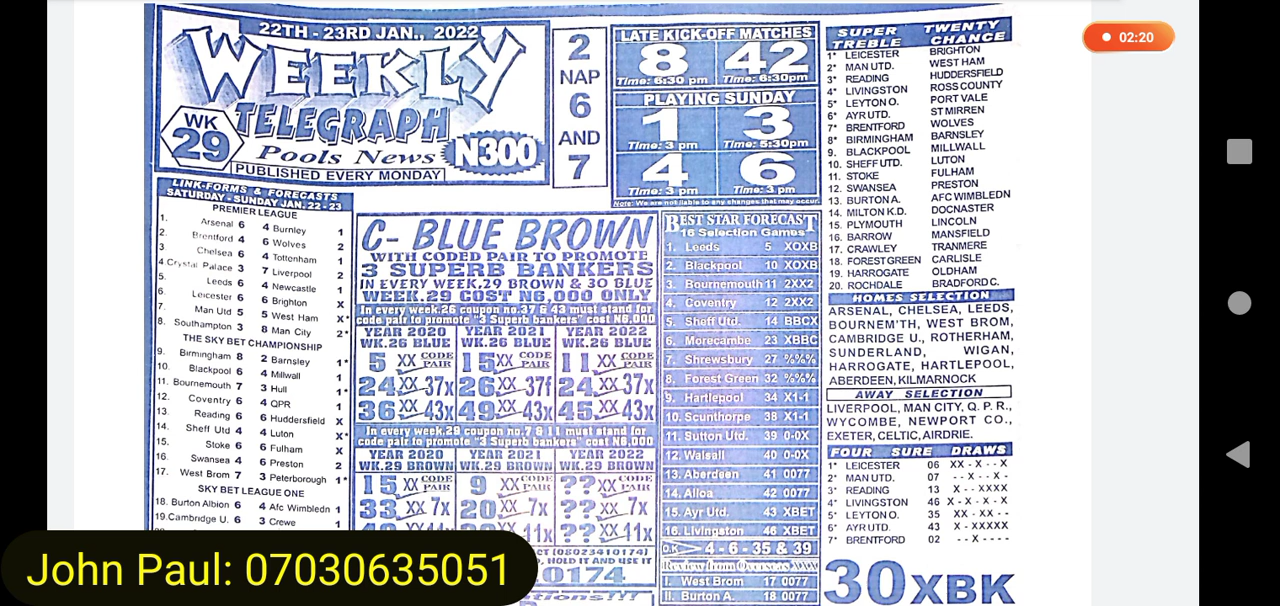 22TH - 23RD JAN., 2022
WEEKLY
TELEGRAPH
WK
29
Pools News
N300
PUBLISHED EVERY MONDAY
2
NAP
6
AND
7
LATE KICK-OFF MATCHES
8 42
Time: 6:30 pm Time: 6:30pm
PLAYING SUNDAY
1 3
Time: 3 pm Time: 5:30pm
4 6
Time: 3 pm Time: 3 pm
Note: We are not liable to any changes that may occur.
SUPER TREBLE TWENTY CHANCE
1* LEICESTER BRIGHTON
2* MAN UTD. WEST HAM
3* READING HUDDERSFIELD
4* LIVINGSTON ROSS COUNTY
5* LEYTON O. PORT VALE
6* AYR UTD. ST MIRREN
7* BRENTFORD WOLVES
8* BIRMINGHAM BARNSLEY
9. BLACKPOOL MILLWALL
10. SHEFF UTD. LUTON
11. STOKE FULHAM
12. SWANSEA PRESTON
13. BURTON A. AFC WIMBLEDN
14. MILTON K.D. DOCNASTER
15. PLYMOUTH LINCOLN
16. BARROW MANSFIELD
17. CRAWLEY TRANMERE
18. FOREST GREEN CARLISLE
19. HARROGATE OLDHAM
20. ROCHDALE BRADFORD C.
HOMES SELECTION
ARSENAL, CHELSEA, LEEDS,
BOURNEM'TH, WEST BROM,
CAMBRIDGE U., ROTHERHAM,
SUNDERLAND, WIGAN,
HARROGATE, HARTLEPOOL,
ABERDEEN, KILMARNOCK
AWAY SELECTION
LIVERPOOL, MAN CITY, Q. P. R.,
WYCOMBE, NEWPORT CO.,
EXETER, CELTIC, AIRDRIE.
FOUR SURE DRAWS
1* LEICESTER 06 XX - X - - X
2* MAN UTD. 07 - - X - - X -
3* READING 13 X - - XXXX
4* LIVINGSTON 46 X - X - X - X
5* LEYTON O. 35 XX - XX - -
6* AYR UTD. 43 X - XXXXX
7* BRENTFORD 02 - - X - - - -
30XBK
LINK-FORMS & FORECASTS
SATURDAY - SUNDAY JAN. 22 - 23
PREMIER LEAGUE
1. Arsenal 6 4 Burnley 1
2. Brentford 4 6 Wolves 2
3. Chelsea 6 4 Tottenham 1
4. Crystal Palace 3 7 Liverpool 2
5. Leeds 6 4 Newcastle 1
6. Leicester 6 6 Brighton X
7. Man Utd 5 5 West Ham X*
8. Southampton 3 8 Man City 2*
THE SKY BET CHAMPIONSHIP
9. Birmingham 8 2 Barnsley 1*
10. Blackpool 6 4 Millwall 1
11. Bournemouth 7 3 Hull 1*
12. Coventry 6 4 QPR 1
13. Reading 6 6 Huddersfield X
14. Sheff Utd 4 4 Luton X*
15. Stoke 6 6 Fulham X
16. Swansea 4 6 Preston 2
17. West Brom 7 3 Peterborough 1*
SKY BET LEAGUE ONE
18. Burton Albion 6 4 Afc Wimbledn 1
19. Cambridge U. 6 3 Crewe 1
C- BLUE BROWN
WITH CODED PAIR TO PROMOTE
3 SUPERB BANKERS
IN EVERY WEEK.29 BROWN & 30 BLUE
WEEK.29 COST N6,000 ONLY
In every week.26 coupon no.37 & 43 must stand for
code pair to promote "3 Superb bankers" cost N6,000
YEAR 2020 YEAR 2021 YEAR 2022
WK.26 BLUE WK.26 BLUE WK.26 BLUE
5 XX CODE PAIR 15 XX CODE PAIR 11 XX CODE PAIR
24 XX 37x 26 XX 37f 24 XX 37x
36 XX 43x 49 XX 43x 45 XX 43x
In every week.29 coupon no.7 & 11 must stand for
code pair to promote "3 Superb bankers" cost N6,000
YEAR 2020 YEAR 2021 YEAR 2022
WK.29 BROWN WK.29 BROWN WK.29 BROWN
15 XX CODE PAIR 9 XX CODE PAIR ?? XX CODE PAIR
33 XX 7x 20 XX 7x ?? XX 7x
11x ?? XX 11x
CT (08023410174)
, HOLD IT AND USE IT
0174
BEST STAR FORECAST
16 Selection Games
1. Leeds 5 XOXB
2. Blackpool 10 XOXB
3. Bournemouth 11 2XX2
4. Coventry 12 2XX2
5. Sheff Utd. 14 BBCX
6. Morecambe 23 XBBC
7. Shrewsbury 27 %%%
8. Forest Green 32 %%%
9. Hartlepool 34 X1-1
10. Scunthorpe 38 X1-1
11. Sutton Utd. 39 0-0X
12. Walsall 40 0-0X
13. Aberdeen 41 0077
14. Alloa 42 0077
15. Ayr Utd. 43 XBET
16. Livingston 46 XBET
4 - 6 - 35 & 39
Review from Overseas XXXX
I. West Brom 17 0077
II. Burton A. 18 0077
02:20
John Paul: 07030635051